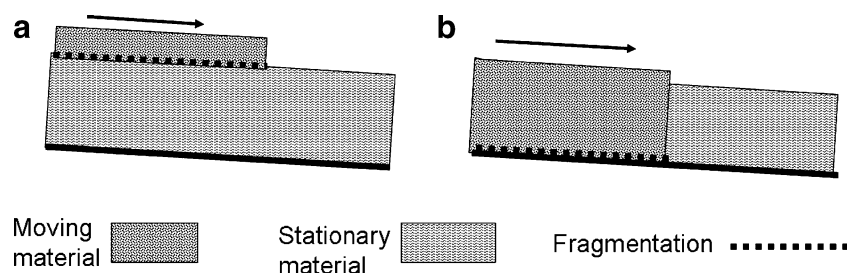 a
b
Moving
material
Stationary
material
Fragmentation